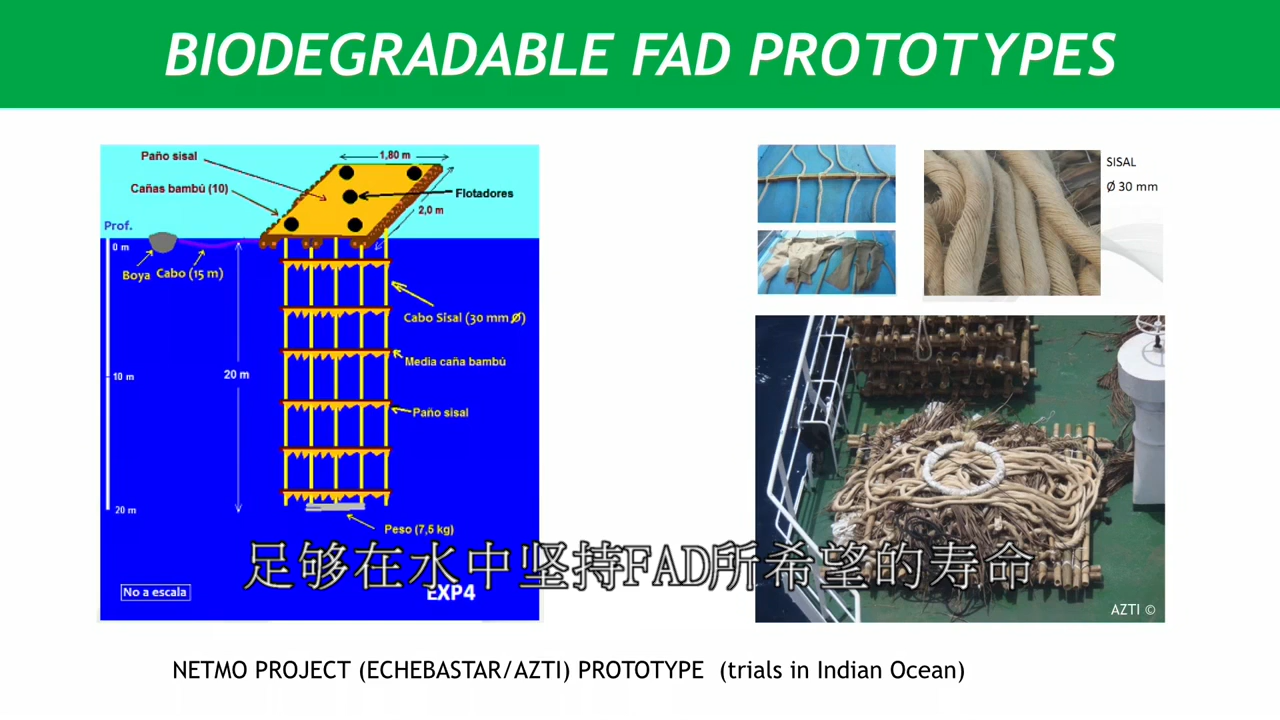 BIODEGRADABLE FAD PROTOTYPES
Paño sisal
1,80 m
Cañas bambú (10)
Flotadores
2,0 m
Prof.
0 m
Boya
Cabo (15 m)
Cabo Sisal (30 mm Ø)
Media caña bambú
10 m
20 m
Paño sisal
20 m
Peso (7,5 kg)
No a escala
EXP4
SISAL
Ø 30 mm
AZTI ©
足够在水中坚持FAD所希望的寿命
NETMO PROJECT (ECHEBASTAR/AZTI) PROTOTYPE (trials in Indian Ocean)